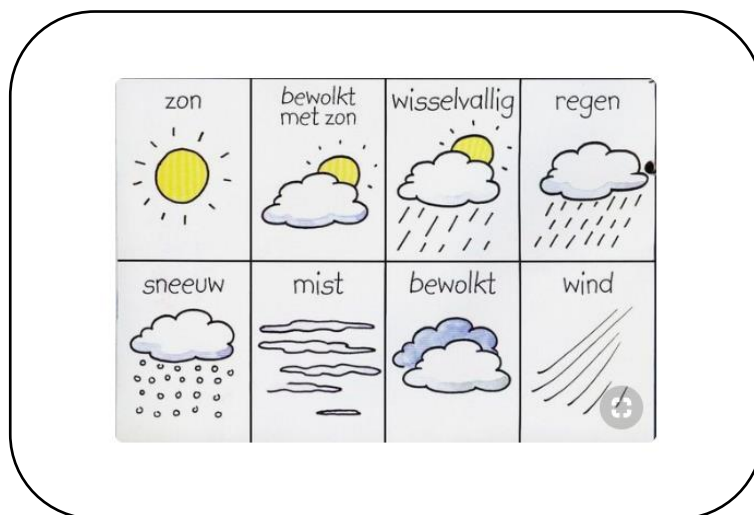 zon
bewolkt
met zon
wisselvallig
regen
sneeuw
mist
bewolkt
wind